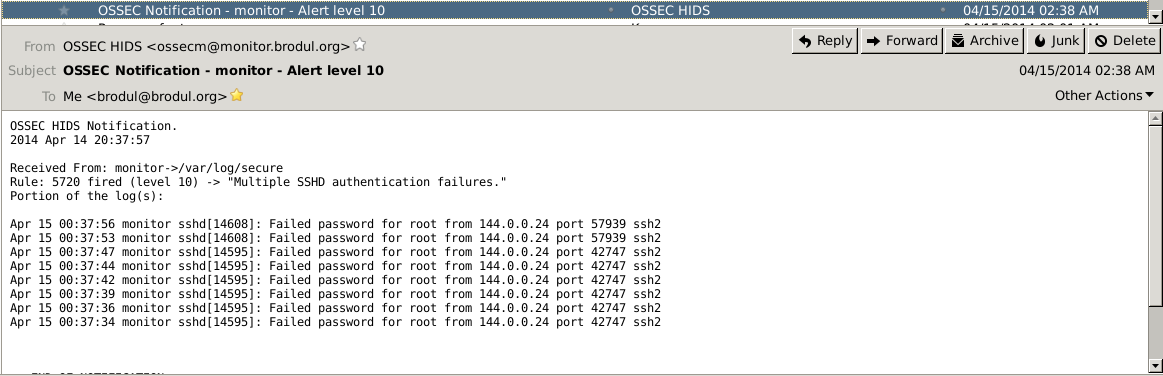 OSSEC Notification - monitor - Alert level 10 • OSSEC HIDS • 04/15/2014 02:38 AM
From OSSEC HIDS <ossecm@monitor.brodul.org> Reply Forward Archive Junk Delete
Subject OSSEC Notification - monitor - Alert level 10 04/15/2014 02:38 AM
To Me <brodul@brodul.org> Other Actions
OSSEC HIDS Notification.
2014 Apr 14 20:37:57
Received From: monitor->/var/log/secure
Rule: 5720 fired (level 10) -> "Multiple SSHD authentication failures."
Portion of the log(s):
Apr 15 00:37:56 monitor sshd[14608]: Failed password for root from 144.0.0.24 port 57939 ssh2
Apr 15 00:37:53 monitor sshd[14608]: Failed password for root from 144.0.0.24 port 57939 ssh2
Apr 15 00:37:47 monitor sshd[14595]: Failed password for root from 144.0.0.24 port 42747 ssh2
Apr 15 00:37:44 monitor sshd[14595]: Failed password for root from 144.0.0.24 port 42747 ssh2
Apr 15 00:37:42 monitor sshd[14595]: Failed password for root from 144.0.0.24 port 42747 ssh2
Apr 15 00:37:39 monitor sshd[14595]: Failed password for root from 144.0.0.24 port 42747 ssh2
Apr 15 00:37:36 monitor sshd[14595]: Failed password for root from 144.0.0.24 port 42747 ssh2
Apr 15 00:37:34 monitor sshd[14595]: Failed password for root from 144.0.0.24 port 42747 ssh2